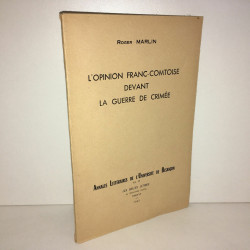 Roger MARLIN
L'OPINION FRANC-COMTOISE
DEVANT
LA GUERRE DE CRIMÉE
Annales Littéraires de l'Université de Besançon
LES BELLES LETTRES